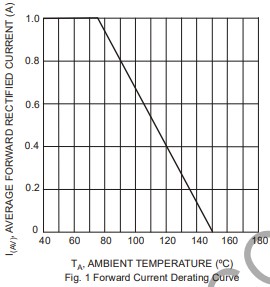 I(AV), AVERAGE FORWARD RECTIFIED CURRENT (A)
1.0
0.8
0.6
0.4
0.2
0
40 60 80 100 120 140 160 180
TA, AMBIENT TEMPERATURE (ºC)
Fig. 1 Forward Current Derating Curve